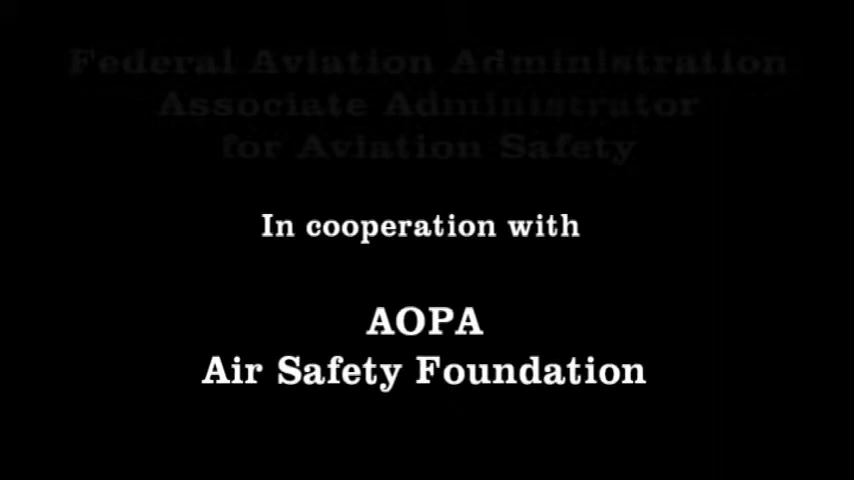 Federal Aviation Administration
Associate Administrator
for Aviation Safety
In cooperation with
AOPA
Air Safety Foundation